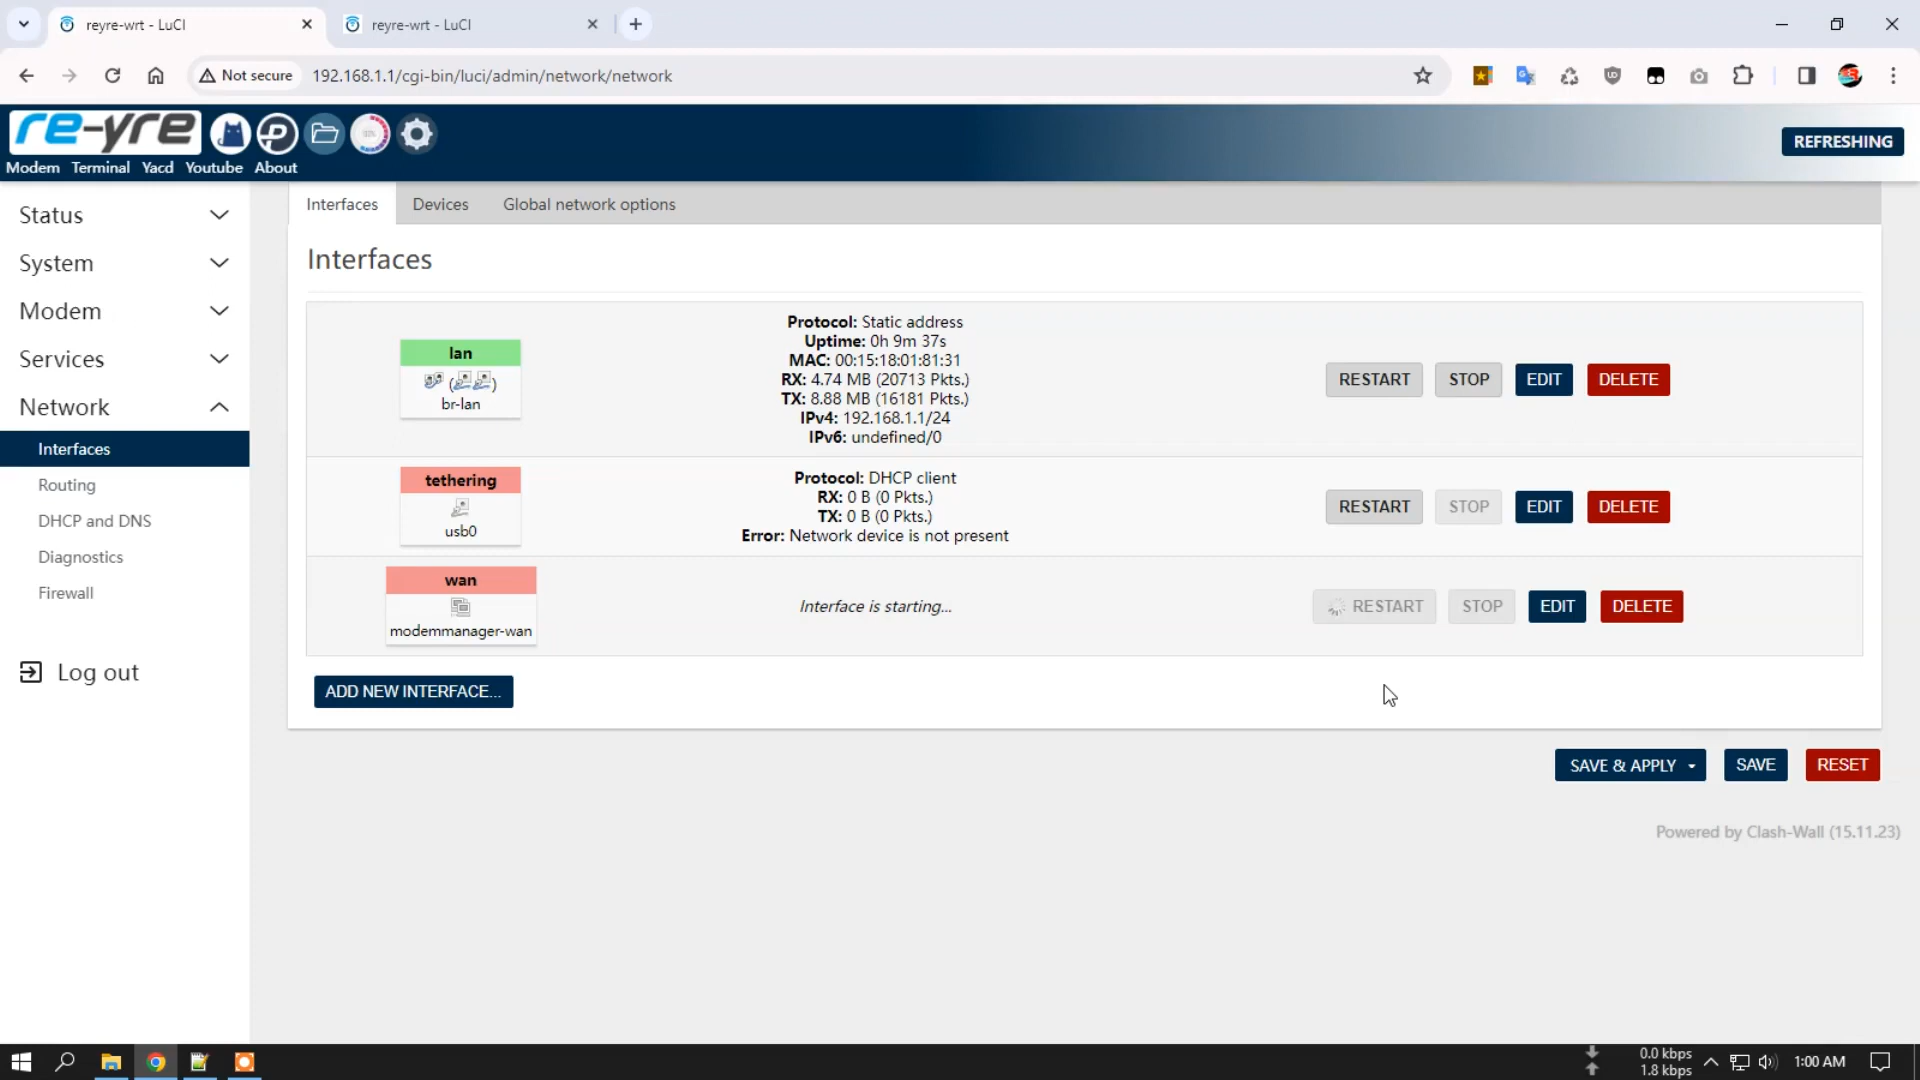 reyre-wrt - LuCI
reyre-wrt - LuCI
Not secure
192.168.1.1/cgi-bin/luci/admin/network/network
re-yre
REFRESHING
Modem Terminal Yacd Youtube About
Status
System
Modem
Services
Network
Interfaces
Routing
DHCP and DNS
Diagnostics
Firewall
Log out
Interfaces Devices Global network options
Interfaces
lan
br-lan
Protocol: Static address
Uptime: 0h 9m 37s
MAC: 00:15:18:01:81:31
RX: 4.74 MB (20713 Pkts.)
TX: 8.88 MB (16181 Pkts.)
IPv4: 192.168.1.1/24
IPv6: undefined/0
RESTART STOP EDIT DELETE
tethering
usb0
Protocol: DHCP client
RX: 0 B (0 Pkts.)
TX: 0 B (0 Pkts.)
Error: Network device is not present
RESTART STOP EDIT DELETE
wan
modemmanager-wan
Interface is starting...
RESTART STOP EDIT DELETE
ADD NEW INTERFACE...
SAVE & APPLY SAVE RESET
Powered by Clash-Wall (15.11.23)
0.0 kbps
1.8 kbps
1:00 AM